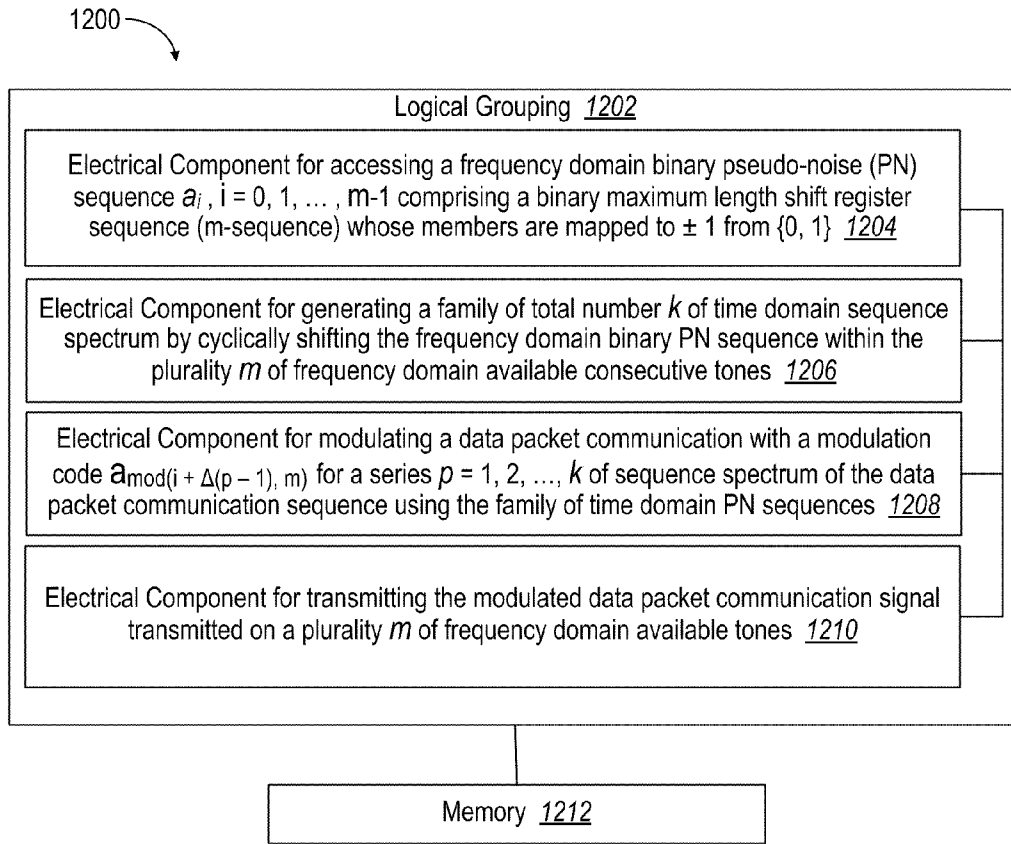 1200
Logical Grouping 1202
Electrical Component for accessing a frequency domain binary pseudo-noise (PN)
sequence aᵢ , i = 0, 1, … , m-1 comprising a binary maximum length shift register
sequence (m-sequence) whose members are mapped to ± 1 from {0, 1} 1204
Electrical Component for generating a family of total number k of time domain sequence
spectrum by cyclically shifting the frequency domain binary PN sequence within the
plurality m of frequency domain available consecutive tones 1206
Electrical Component for modulating a data packet communication with a modulation
code a mod(i + Δ(p – 1), m) for a series p = 1, 2, ..., k of sequence spectrum of the data
packet communication sequence using the family of time domain PN sequences 1208
Electrical Component for transmitting the modulated data packet communication signal
transmitted on a plurality m of frequency domain available tones 1210
Memory 1212